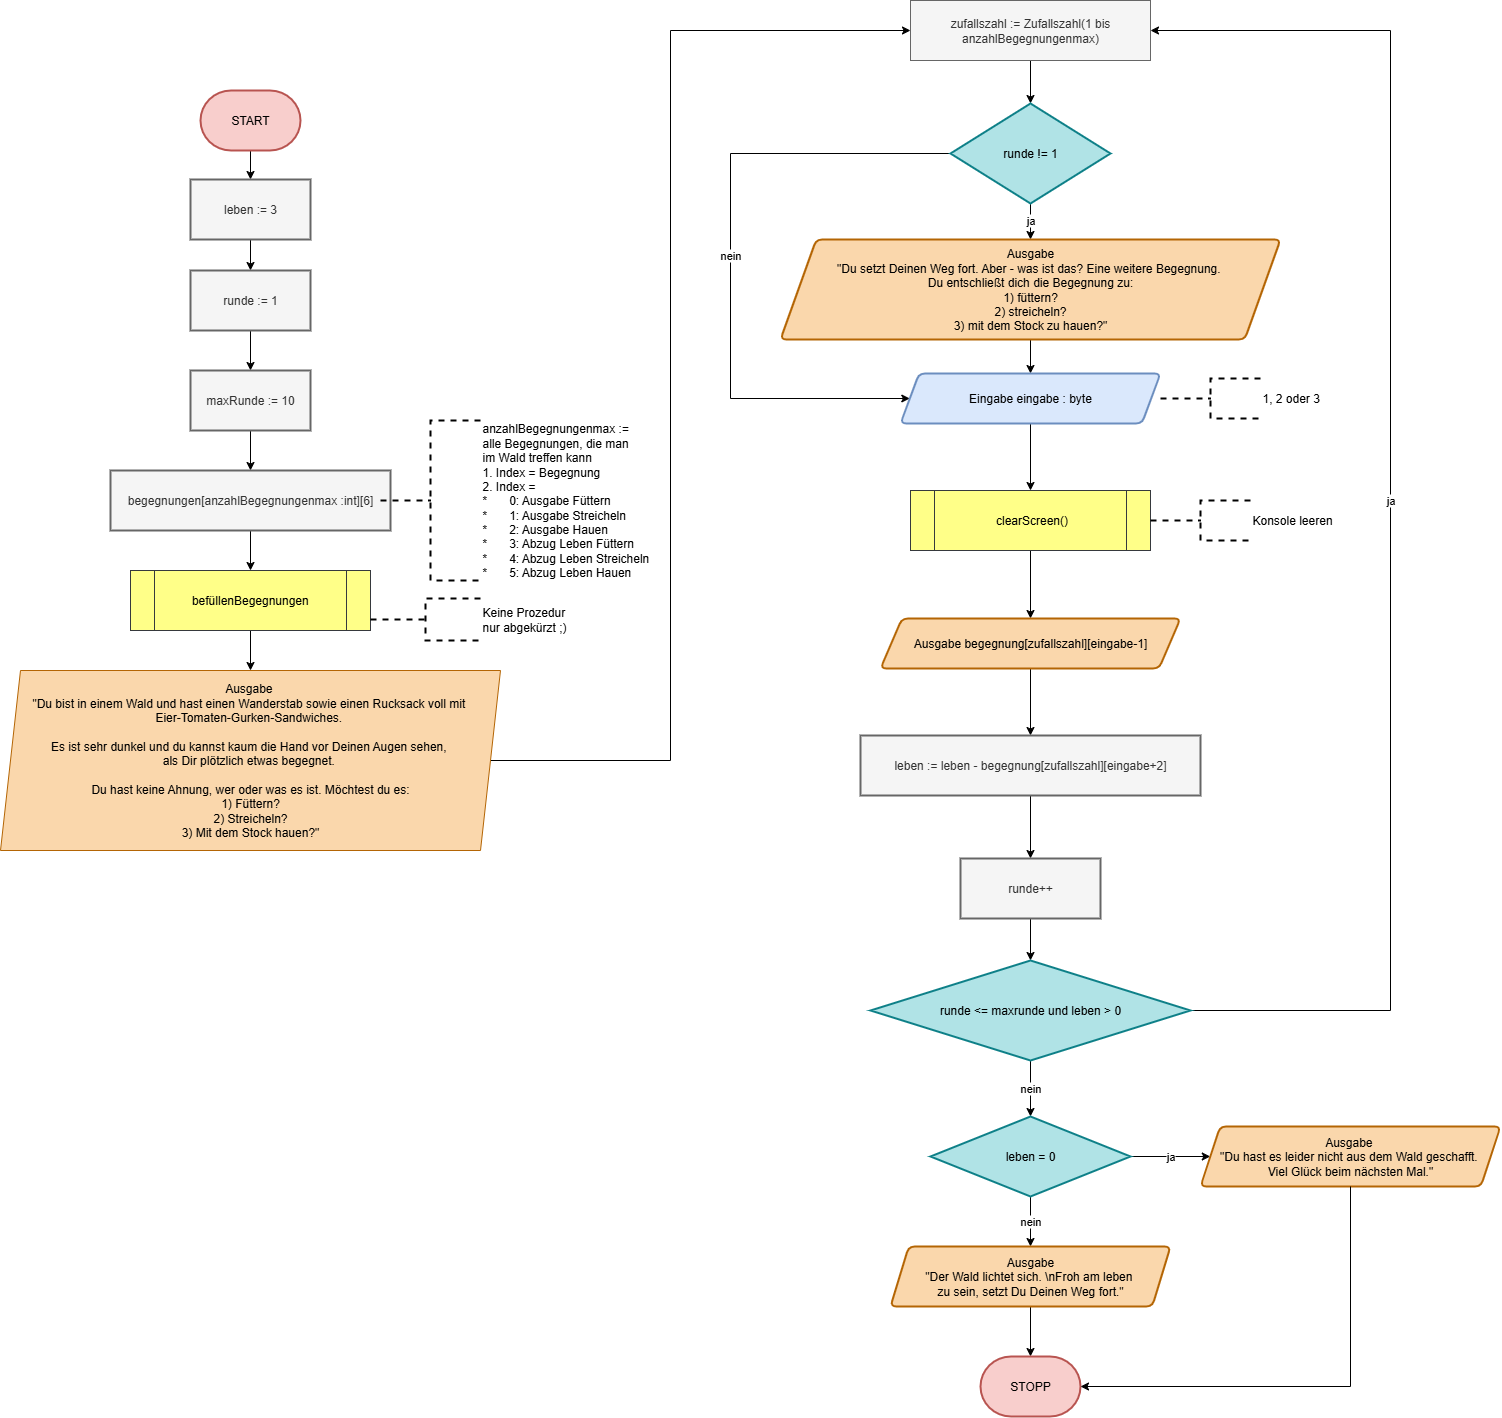 START
leben := 3
runde := 1
maxRunde := 10
begegnungen[anzahlBegegnungenmax :int][6]
anzahlBegegnungenmax :=
alle Begegnungen, die man
im Wald treffen kann
1. Index = Begegnung
2. Index =
* 0: Ausgabe Füttern
* 1: Ausgabe Streicheln
* 2: Ausgabe Hauen
* 3: Abzug Leben Füttern
* 4: Abzug Leben Streicheln
* 5: Abzug Leben Hauen
befüllenBegegnungen
Keine Prozedur
nur abgekürzt ;)
Ausgabe
"Du bist in einem Wald und hast einen Wanderstab sowie einen Rucksack voll mit
Eier-Tomaten-Gurken-Sandwiches.
Es ist sehr dunkel und du kannst kaum die Hand vor Deinen Augen sehen,
als Dir plötzlich etwas begegnet.
Du hast keine Ahnung, wer oder was es ist. Möchtest du es:
1) Füttern?
2) Streicheln?
3) Mit dem Stock hauen?"
zufallszahl := Zufallszahl(1 bis
anzahlBegegnungenmax)
runde != 1
ja
nein
Ausgabe
"Du setzt Deinen Weg fort. Aber - was ist das? Eine weitere Begegnung.
Du entschließt dich die Begegnung zu:
1) füttern?
2) streicheln?
3) mit dem Stock zu hauen?"
Eingabe eingabe : byte
1, 2 oder 3
clearScreen()
Konsole leeren
Ausgabe begegnung[zufallszahl][eingabe-1]
leben := leben - begegnung[zufallszahl][eingabe+2]
runde++
runde <= maxrunde und leben > 0
ja
nein
leben = 0
ja
Ausgabe
"Du hast es leider nicht aus dem Wald geschafft.
Viel Glück beim nächsten Mal."
nein
Ausgabe
"Der Wald lichtet sich. \nFroh am leben
zu sein, setzt Du Deinen Weg fort."
STOPP